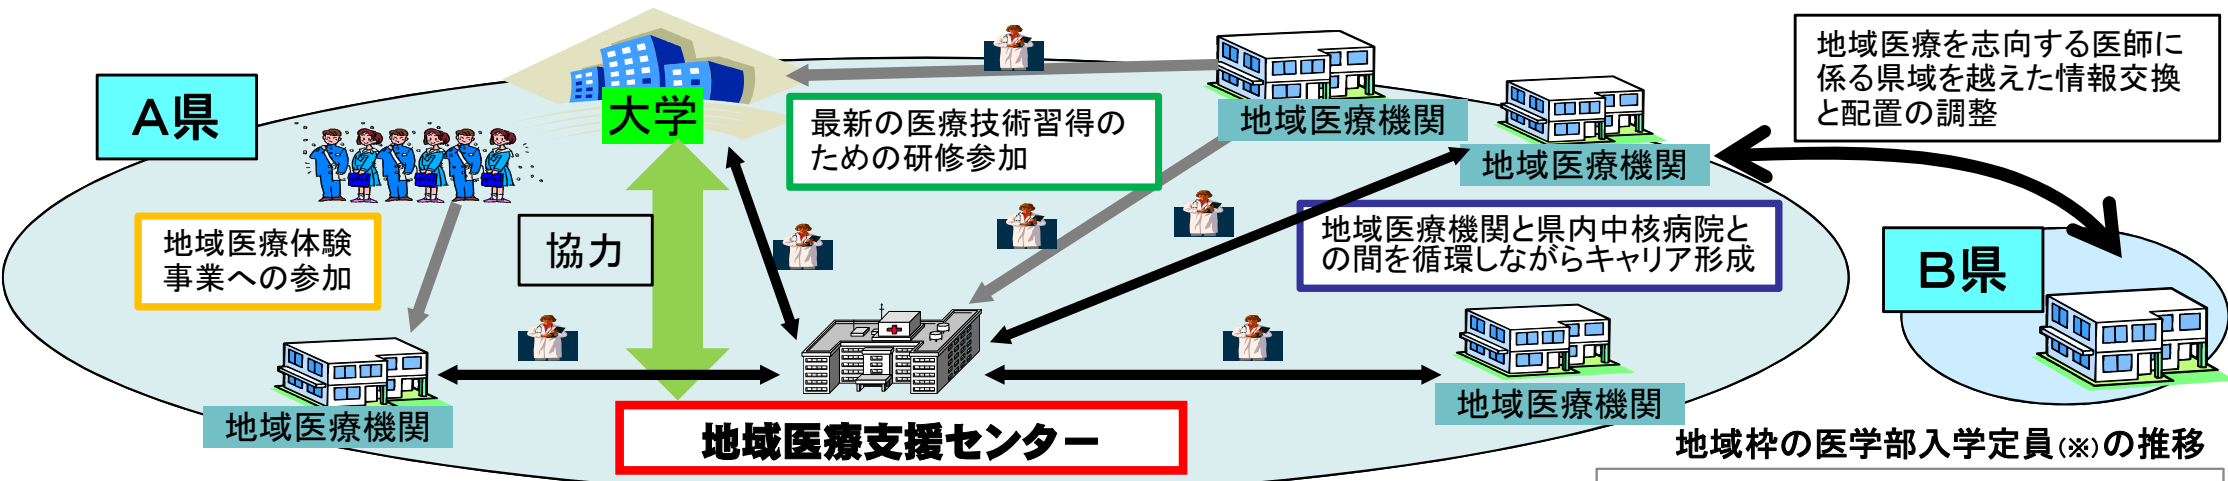 A県
大学
最新の医療技術習得の
ための研修参加
地域医療機関
地域医療機関
地域医療を志向する医師に
係る県域を越えた情報交換
と配置の調整
地域医療体験
事業への参加
協力
地域医療機関と県内中核病院と
の間を循環しながらキャリア形成
B県
地域医療機関
地域医療機関
地域医療支援センター
地域枠の医学部入学定員(※)の推移